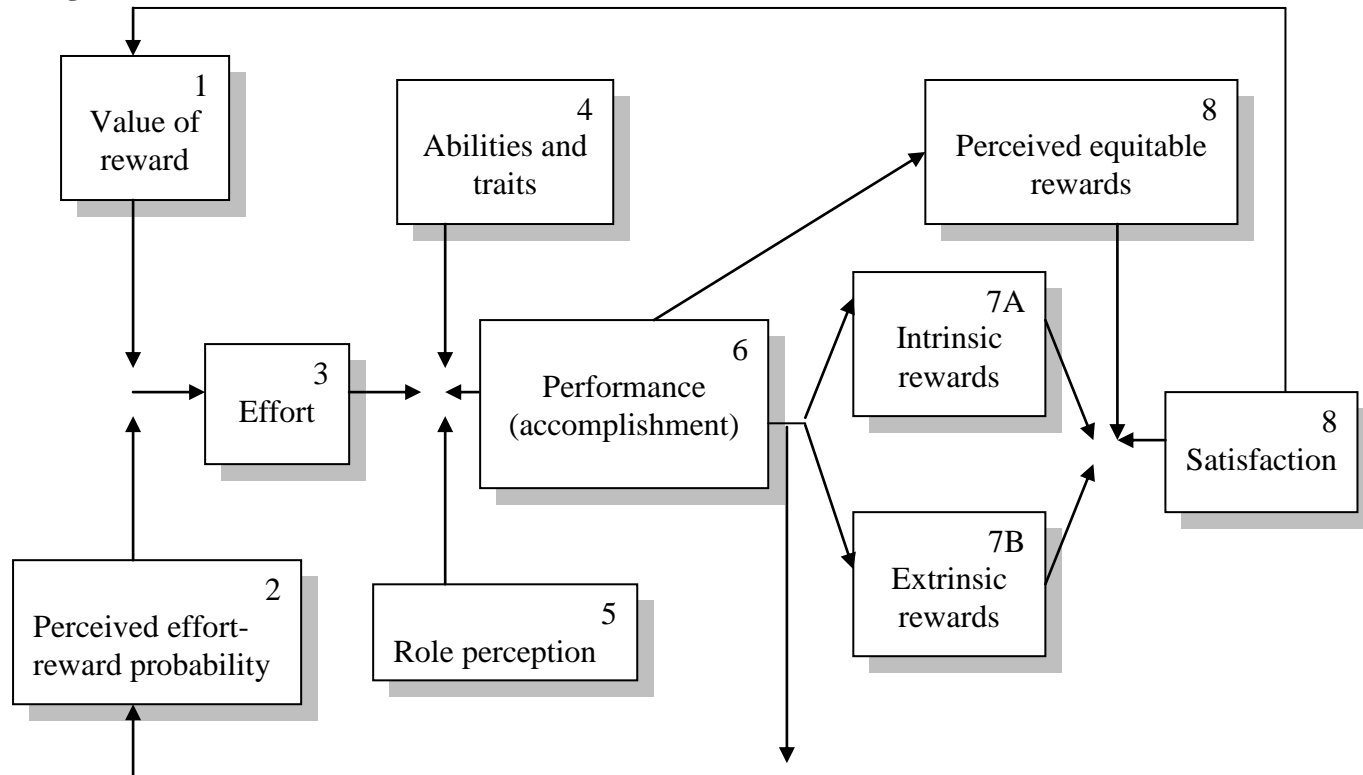 1
Value of
reward
4
Abilities and
traits
8
Perceived equitable
rewards
3
Effort
6
Performance
(accomplishment)
7A
Intrinsic
rewards
8
Satisfaction
2
Perceived effort-
reward probability
5
Role perception
7B
Extrinsic
rewards